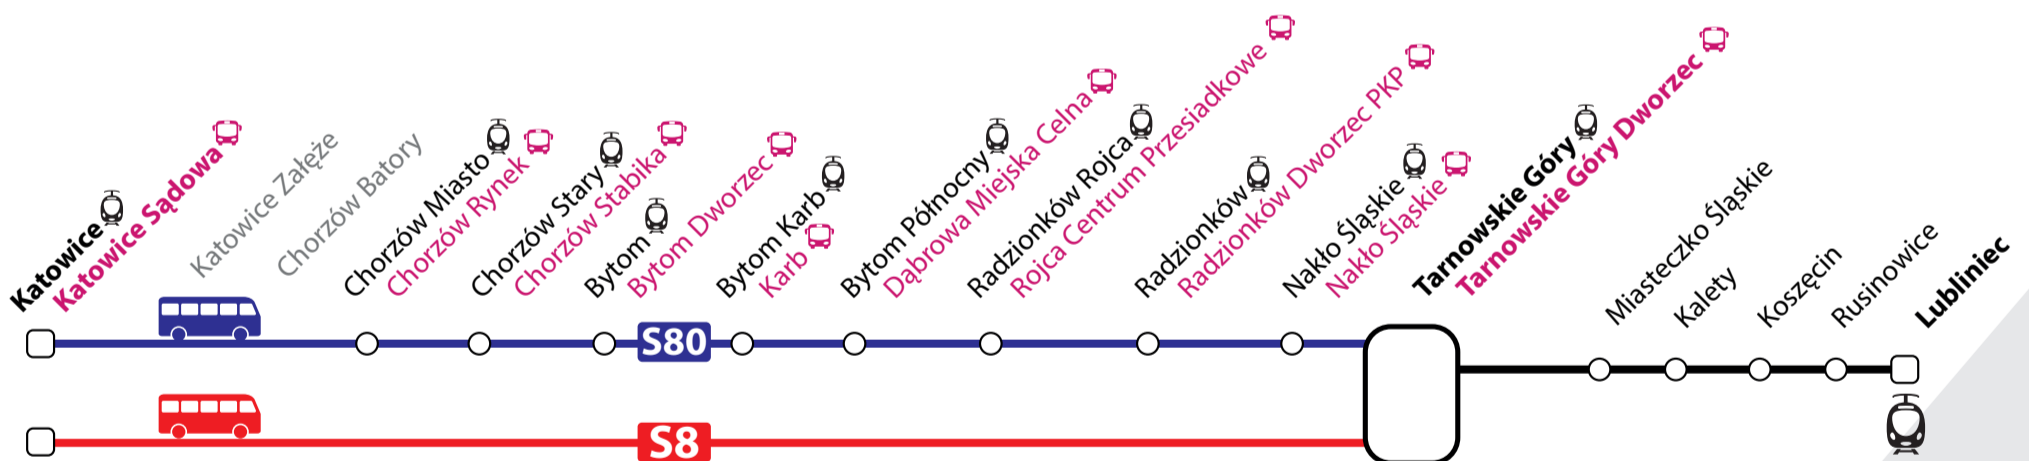 Katowice
Katowice Sądowa
Katowice Załęże
Chorzów Batory
Chorzów Miasto
Chorzów Rynek
Chorzów Stary
Chorzów Stabika
Bytom
Bytom Dworzec
Bytom Karb
Karb
Bytom Północny
Dąbrowa Miejska Celna
Radzionków Rojca
Rojca Centrum Przesiadkowe
Radzionków
Radzionków Dworzec PKP
Nakło Śląskie
Nakło Śląskie
Tarnowskie Góry
Tarnowskie Góry Dworzec
Miasteczko Śląskie
Kalety
Koszęcin
Rusinowice
Lubliniec
S80
S8